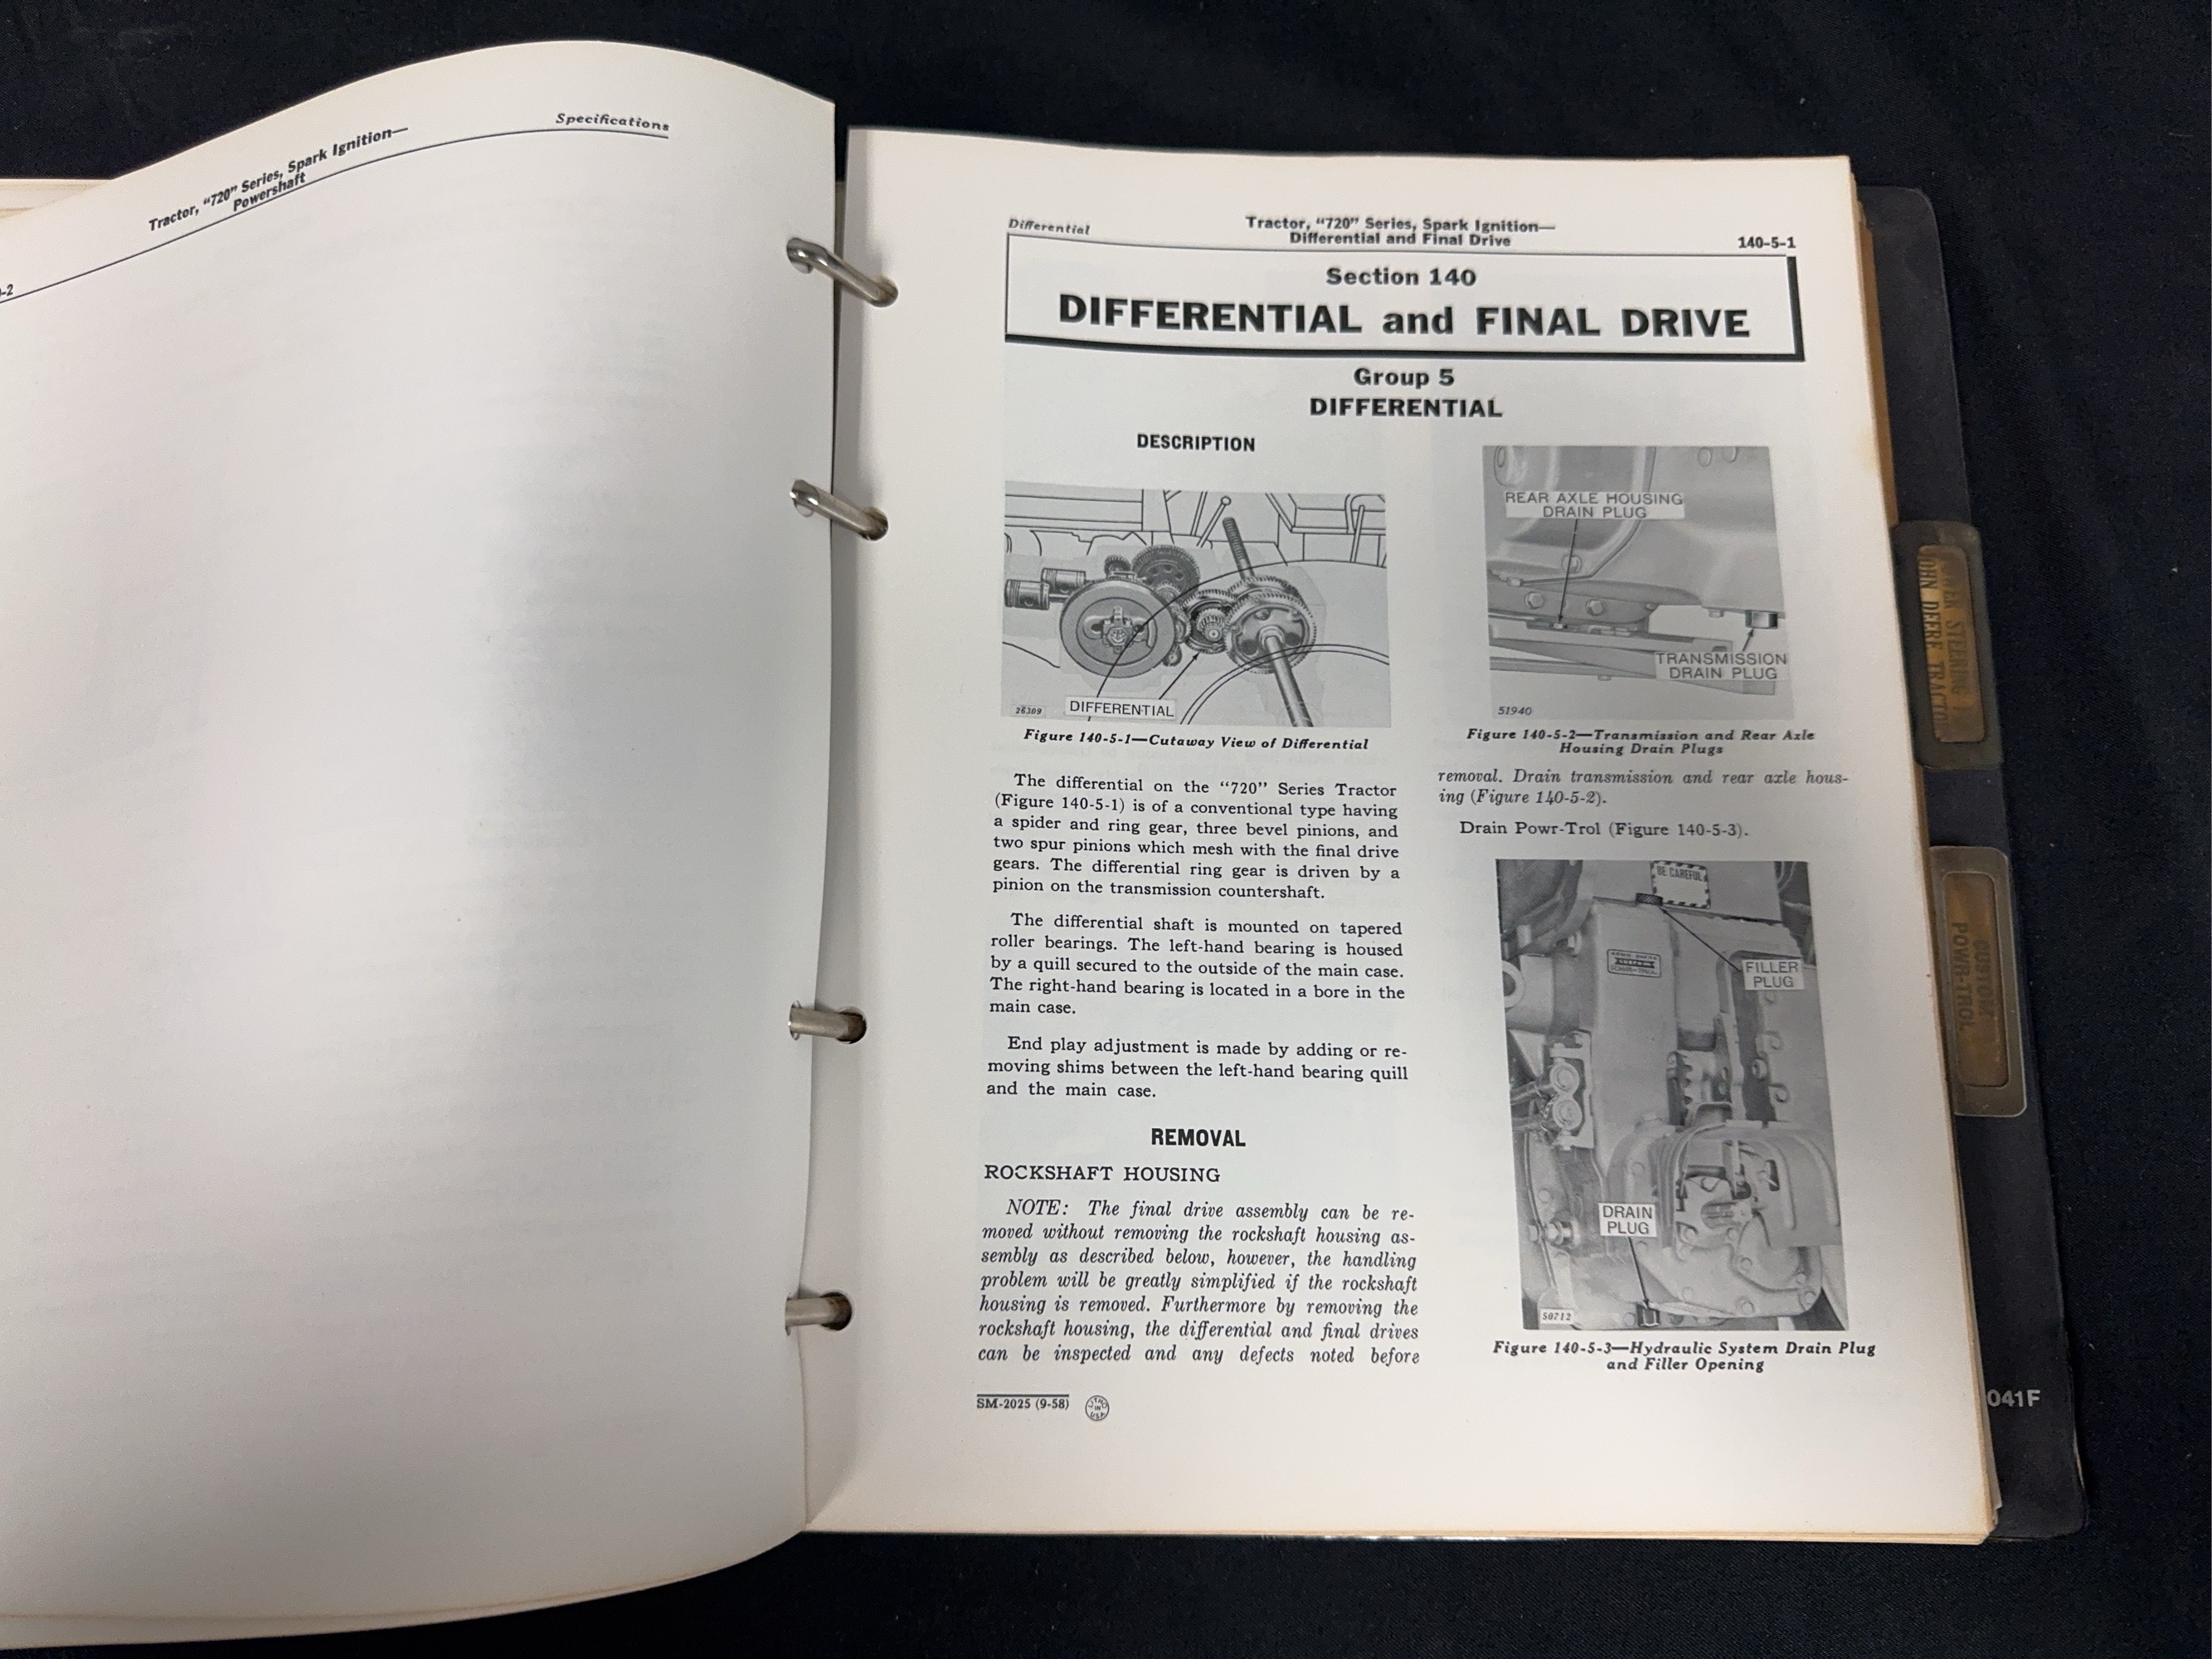 Tractor, “720” Series, Spark Ignition—
Powershaft
Specifications
-2
Differential
Tractor, “720” Series, Spark Ignition—
Differential and Final Drive
140-5-1
Section 140
DIFFERENTIAL and FINAL DRIVE
Group 5
DIFFERENTIAL
DESCRIPTION
26309
DIFFERENTIAL
Figure 140-5-1—Cutaway View of Differential
The differential on the “720” Series Tractor
(Figure 140-5-1) is of a conventional type having
a spider and ring gear, three bevel pinions, and
two spur pinions which mesh with the final drive
gears. The differential ring gear is driven by a
pinion on the transmission countershaft.
The differential shaft is mounted on tapered
roller bearings. The left-hand bearing is housed
by a quill secured to the outside of the main case.
The right-hand bearing is located in a bore in the
main case.
End play adjustment is made by adding or re-
moving shims between the left-hand bearing quill
and the main case.
REMOVAL
ROCKSHAFT HOUSING
NOTE: The final drive assembly can be re-
moved without removing the rockshaft housing as-
sembly as described below, however, the handling
problem will be greatly simplified if the rockshaft
housing is removed. Furthermore by removing the
rockshaft housing, the differential and final drives
can be inspected and any defects noted before
SM-2025 (9-58)
LITHO
IN
USA
REAR AXLE HOUSING
DRAIN PLUG
TRANSMISSION
DRAIN PLUG
51940
Figure 140-5-2—Transmission and Rear Axle
Housing Drain Plugs
removal. Drain transmission and rear axle hous-
ing (Figure 140-5-2).
Drain Powr-Trol (Figure 140-5-3).
BE CAREFUL
FILLER
PLUG
DRAIN
PLUG
50712
Figure 140-5-3—Hydraulic System Drain Plug
and Filler Opening
STEERING
JOHN DEERE TRACTO
CUSTOM
POWR-TROL
041F